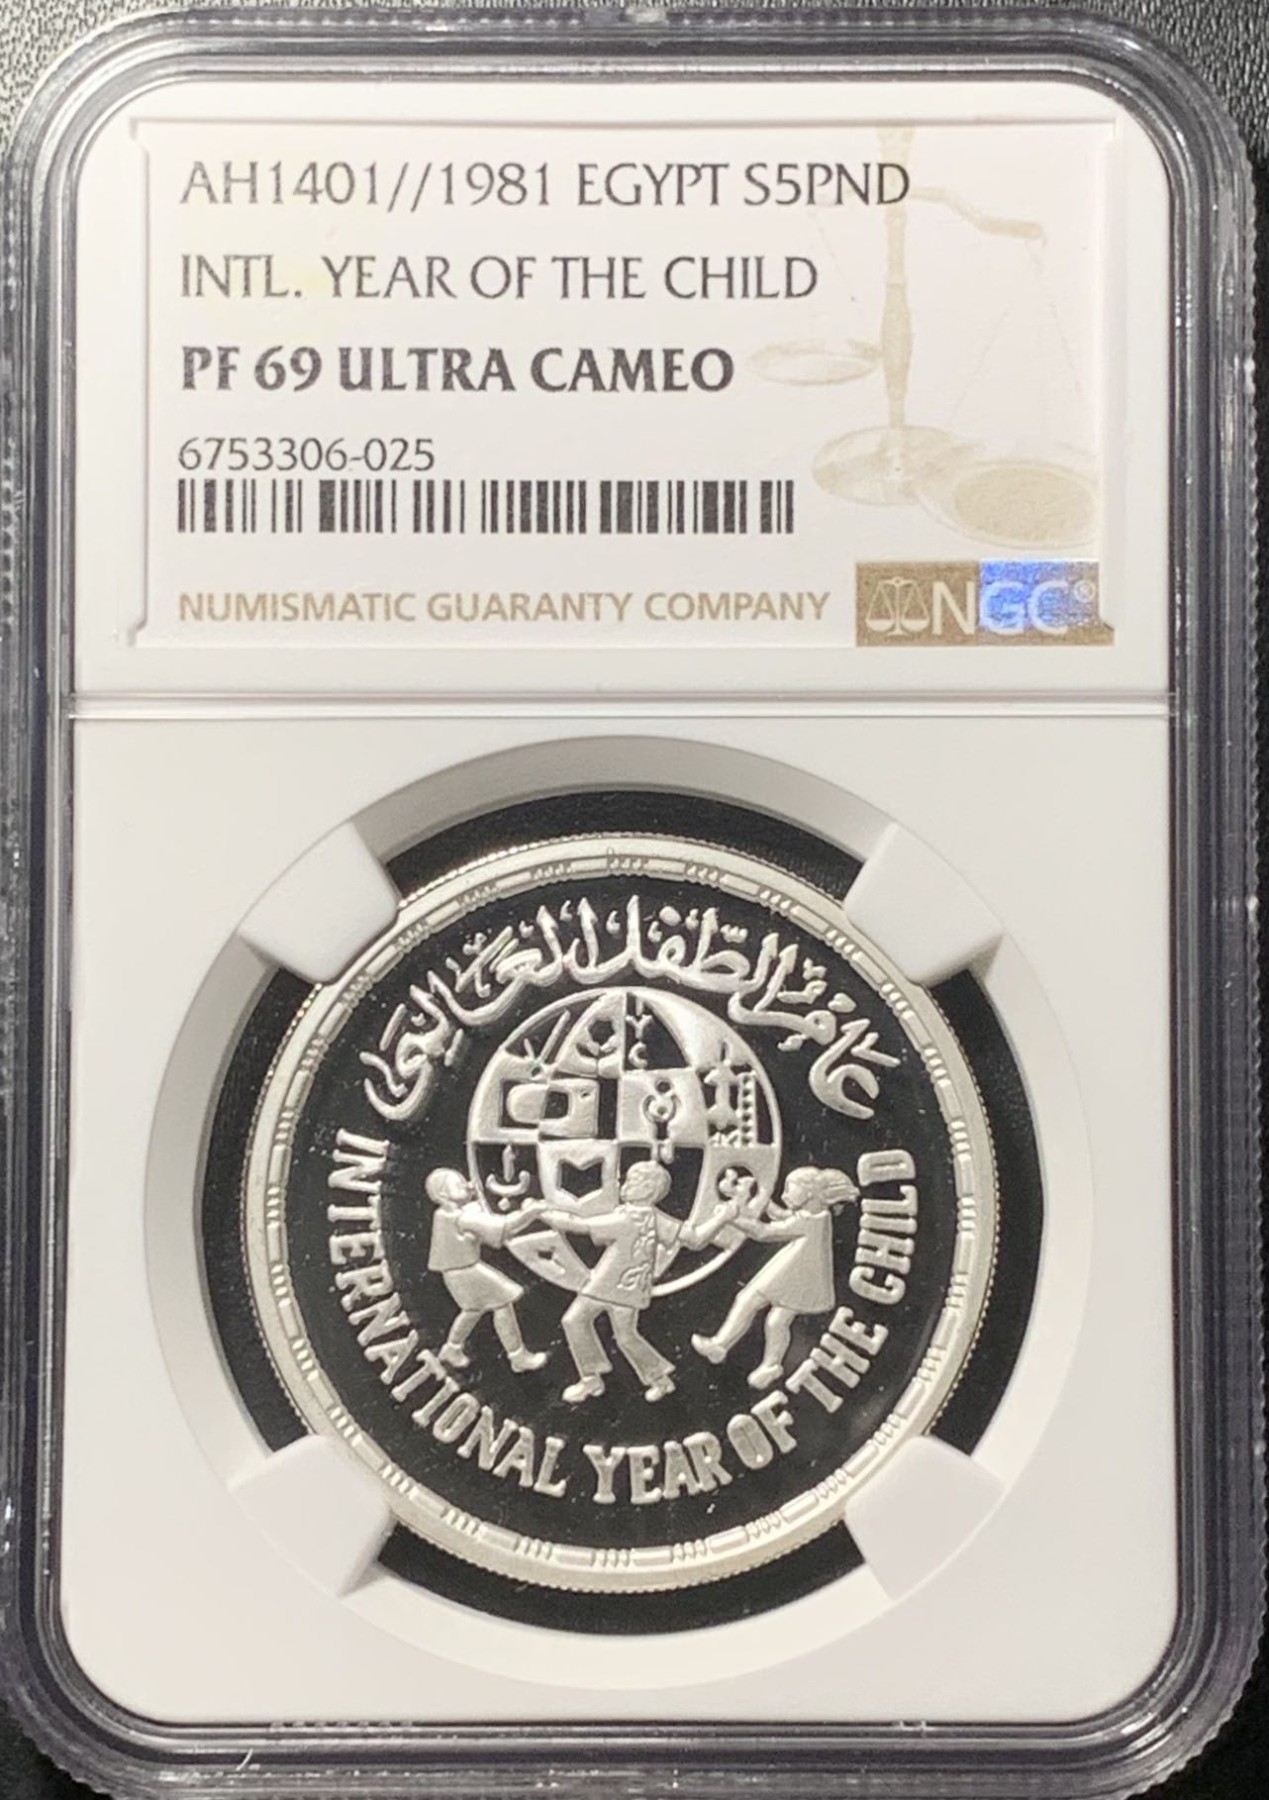 AH1401//1981 EGYPT S5PND
INTL. YEAR OF THE CHILD
PF 69 ULTRA CAMEO
6753306-025
NUMISMATIC GUARANTY COMPANY
NGC®
عام الطفل العالمى
INTERNATIONAL YEAR OF THE CHILD